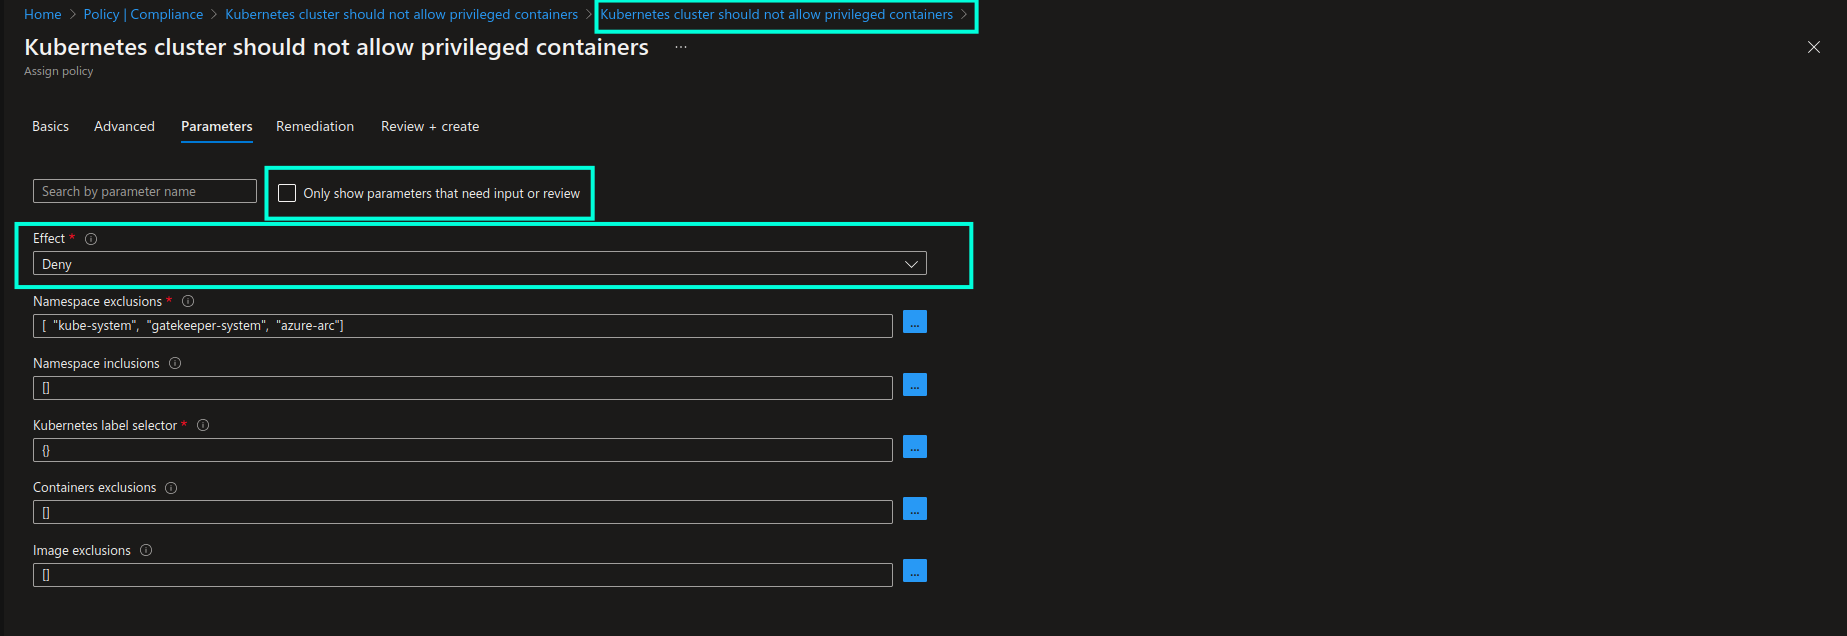 Home > Policy | Compliance > Kubernetes cluster should not allow privileged containers > Kubernetes cluster should not allow privileged containers >
Kubernetes cluster should not allow privileged containers ...
Assign policy
Basics Advanced Parameters Remediation Review + create
Search by parameter name Only show parameters that need input or review
Effect *
Deny
Namespace exclusions *
[ "kube-system", "gatekeeper-system", "azure-arc"]
...
Namespace inclusions
[]
...
Kubernetes label selector *
{}
...
Containers exclusions
[]
...
Image exclusions
[]
...